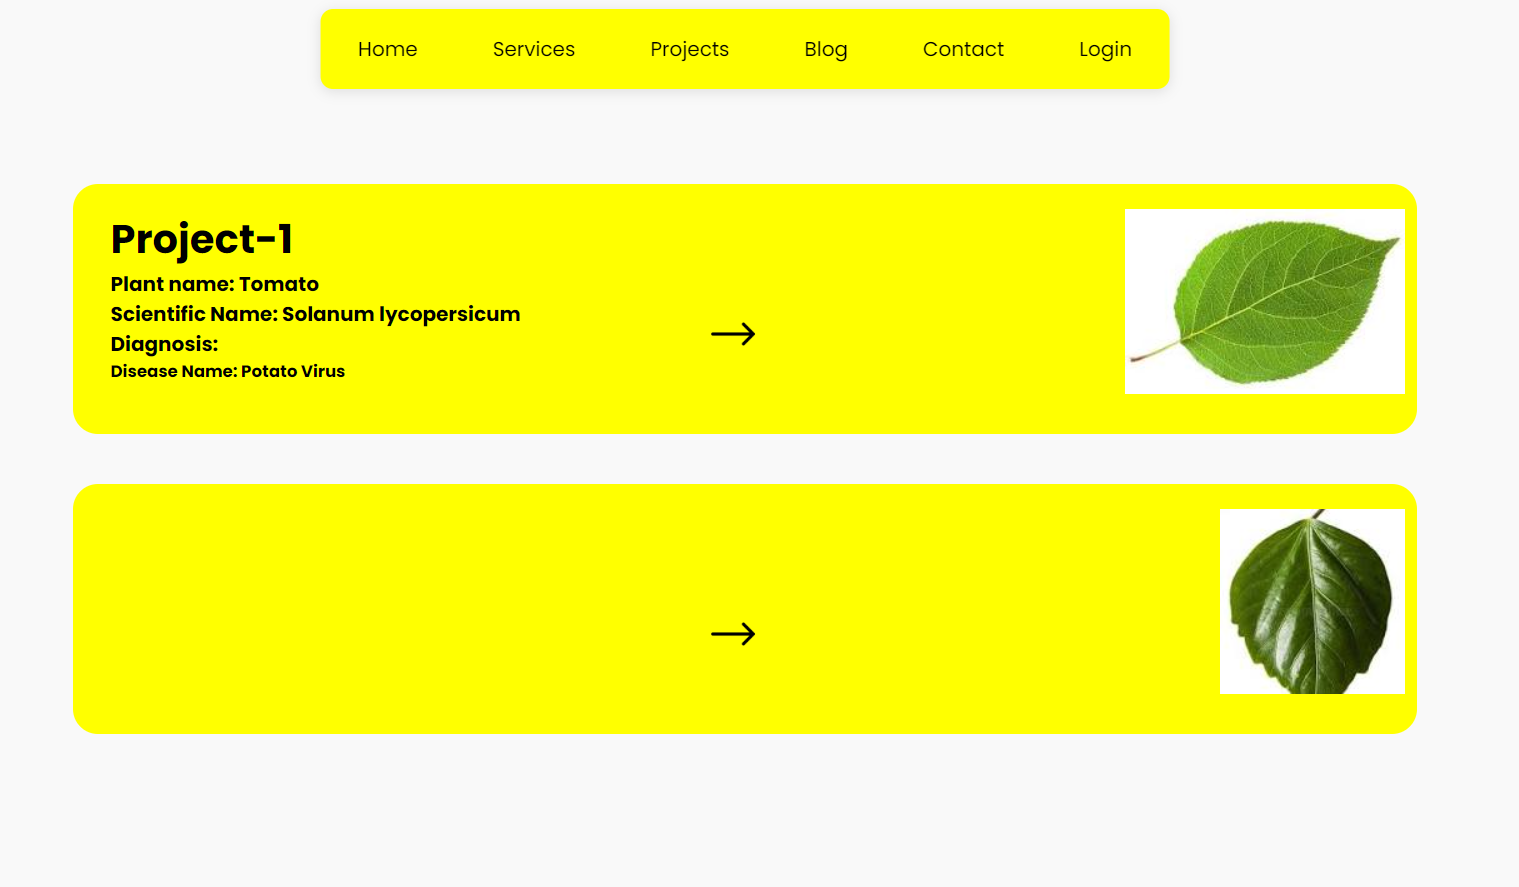 Home Services Projects Blog Contact Login
Project-1
Plant name: Tomato
Scientific Name: Solanum lycopersicum
Diagnosis:
Disease Name: Potato Virus